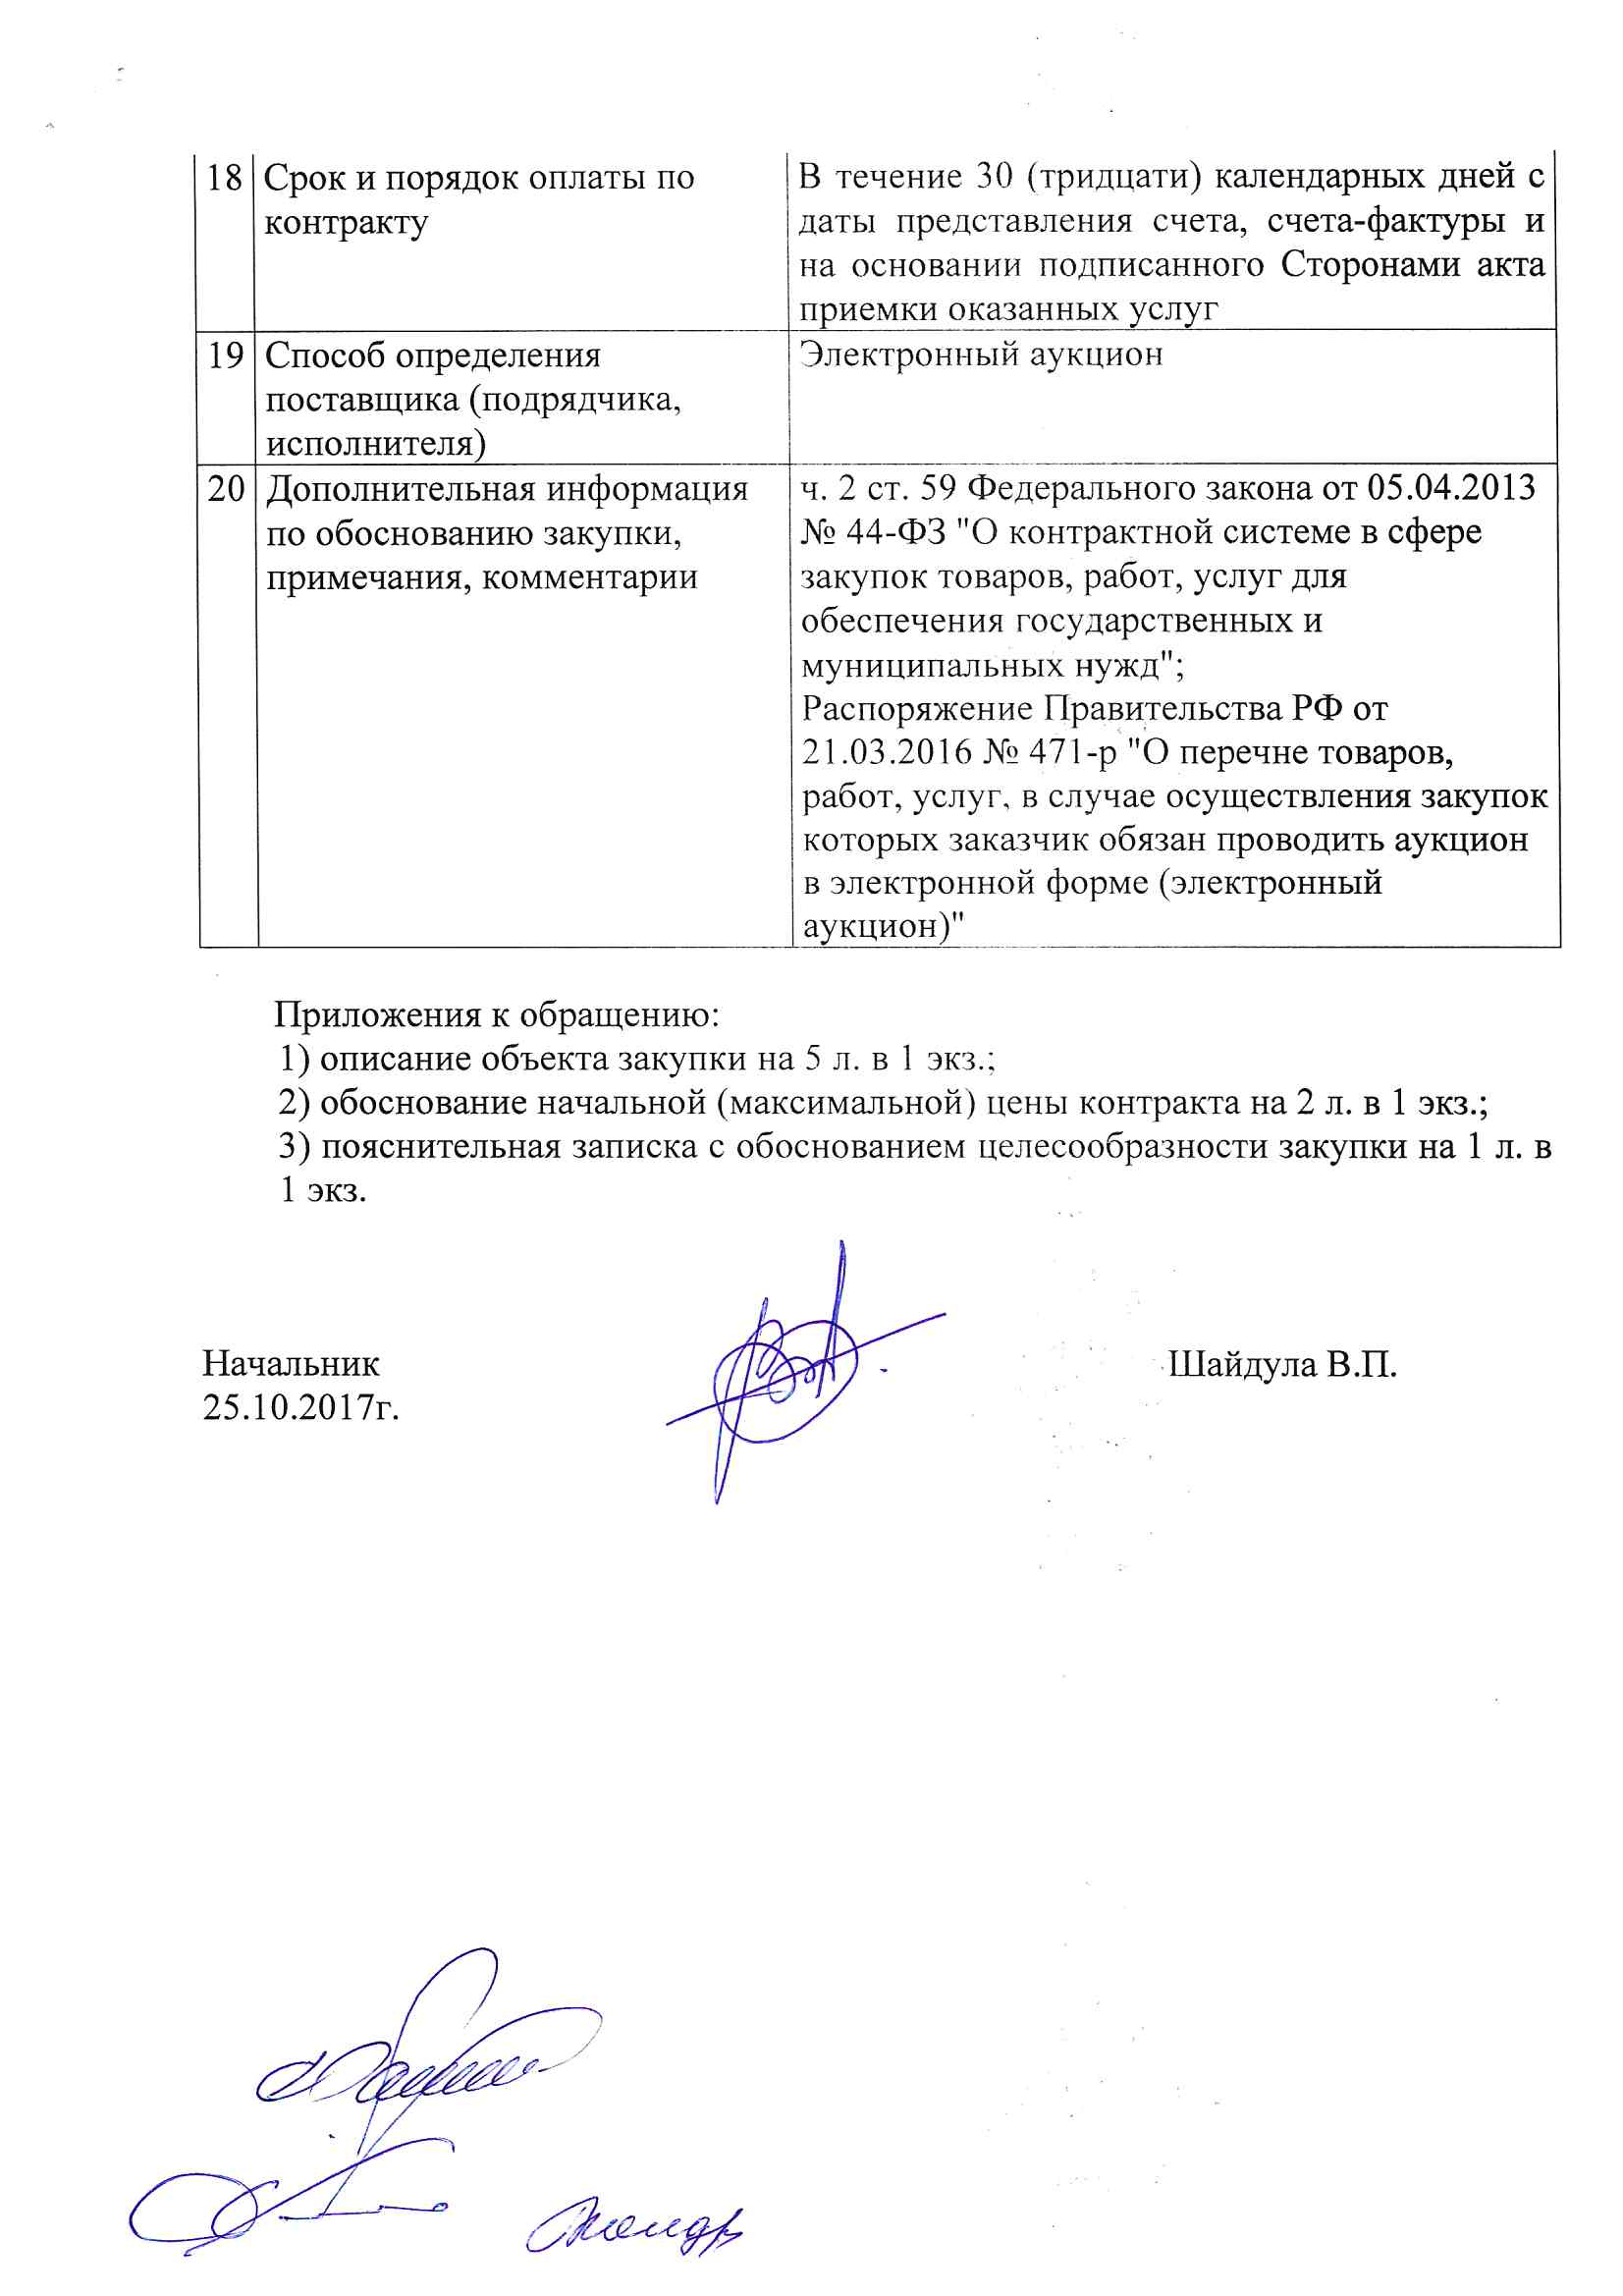 18 Срок и порядок оплаты по
контракту
В течение 30 (тридцати) календарных дней с
даты представления счета, счета-фактуры и
на основании подписанного Сторонами акта
приемки оказанных услуг
19 Способ определения
поставщика (подрядчика,
исполнителя)
Электронный аукцион
20 Дополнительная информация
по обоснованию закупки,
примечания, комментарии
ч. 2 ст. 59 Федерального закона от 05.04.2013
№ 44-ФЗ "О контрактной системе в сфере
закупок товаров, работ, услуг для
обеспечения государственных и
муниципальных нужд";
Распоряжение Правительства РФ от
21.03.2016 № 471-р "О перечне товаров,
работ, услуг, в случае осуществления закупок
которых заказчик обязан проводить аукцион
в электронной форме (электронный
аукцион)"
Приложения к обращению:
1) описание объекта закупки на 5 л. в 1 экз.;
2) обоснование начальной (максимальной) цены контракта на 2 л. в 1 экз.;
3) пояснительная записка с обоснованием целесообразности закупки на 1 л. в
1 экз.
Начальник
Шайдула В.П.
25.10.2017г.